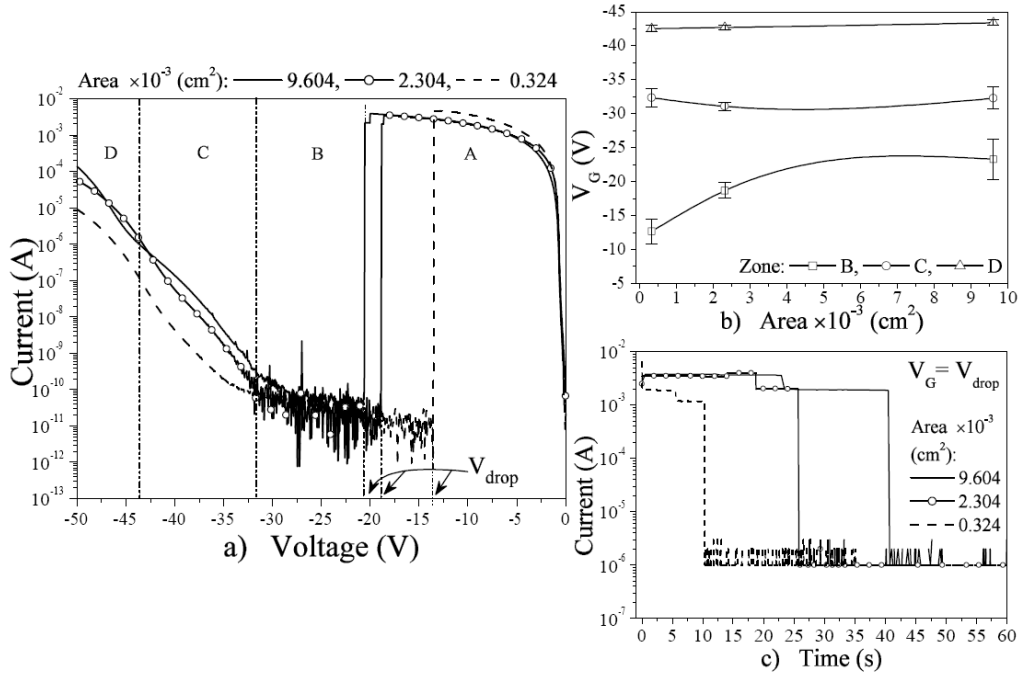 Area ×10⁻³ (cm²): 9.604, 2.304, 0.324
10⁻²
10⁻³
10⁻⁴
10⁻⁵
10⁻⁶
10⁻⁷
10⁻⁸
10⁻⁹
10⁻¹⁰
10⁻¹¹
10⁻¹²
10⁻¹³
Current (A)
D C B A
V_drop
-50 -45 -40 -35 -30 -25 -20 -15 -10 -5 0
a) Voltage (V)
-45
-40
-35
-30
-25
-20
-15
-10
-5
V_G (V)
Zone: B, C, D
0 1 2 3 4 5 6 7 8 9 10
b) Area ×10⁻³ (cm²)
10⁻²
10⁻³
10⁻⁴
10⁻⁵
10⁻⁶
10⁻⁷
Current (A)
V_G = V_drop
Area ×10⁻³
(cm²):
9.604
2.304
0.324
0 5 10 15 20 25 30 35 40 45 50 55 60
c) Time (s)